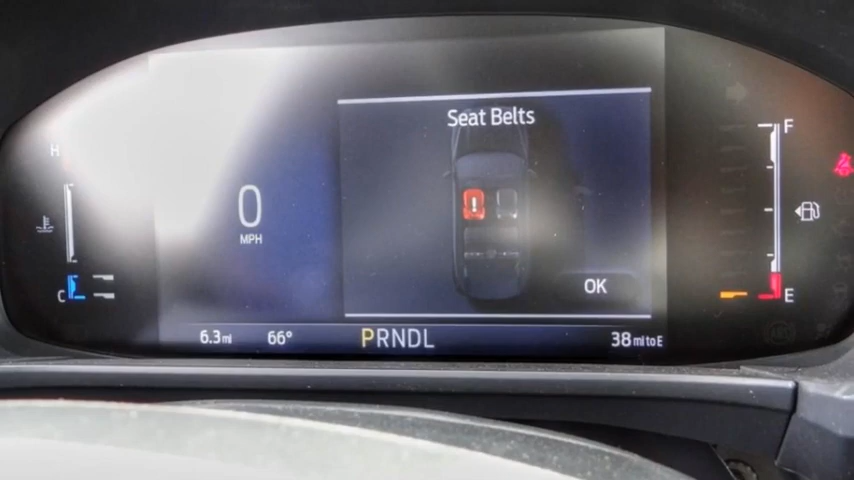 Seat Belts
H
F
0
MPH
C
OK
E
6.3 mi
66°
PRNDL
38 mi to E